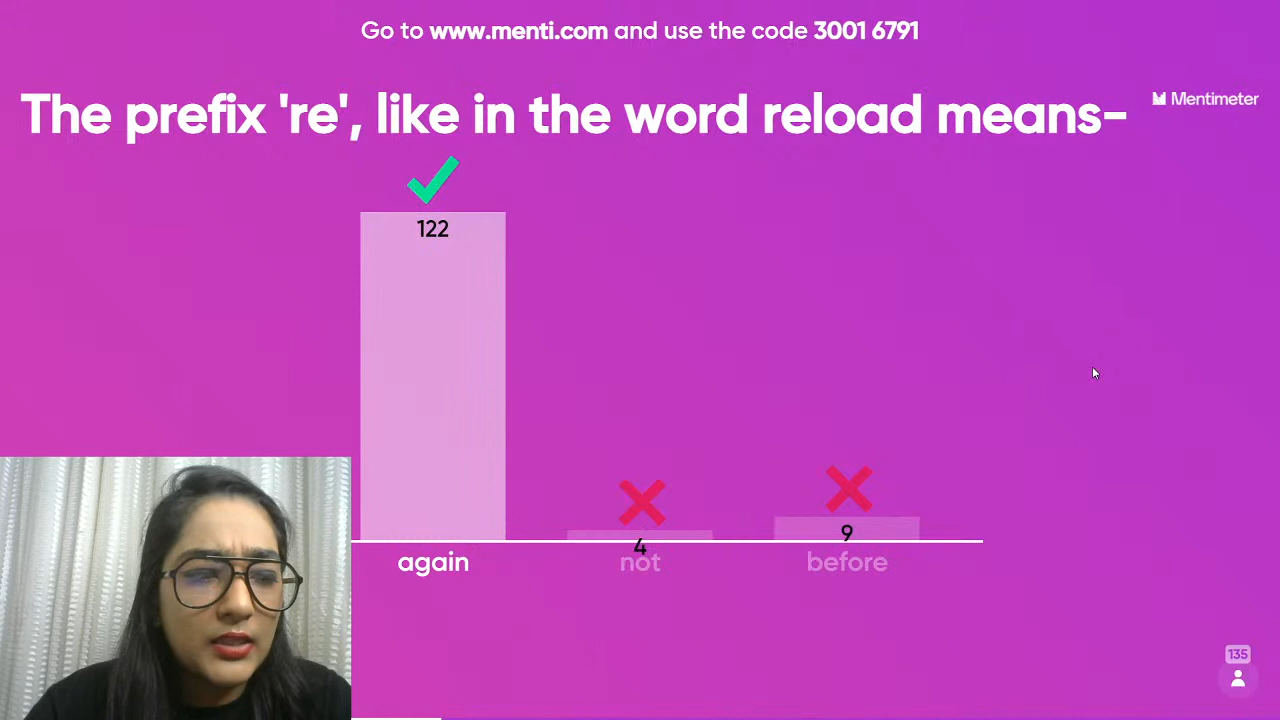 Go to www.menti.com and use the code 3001 6791
The prefix 're', like in the word reload means-
Mentimeter
122
4
9
again
not
before
135